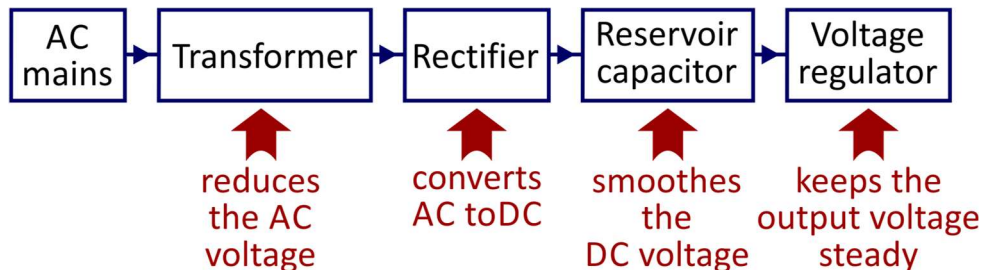 AC
mains
Transformer
Rectifier
Reservoir
capacitor
Voltage
regulator
reduces
the AC
voltage
converts
AC toDC
smoothes
the
DC voltage
keeps the
output voltage
steady